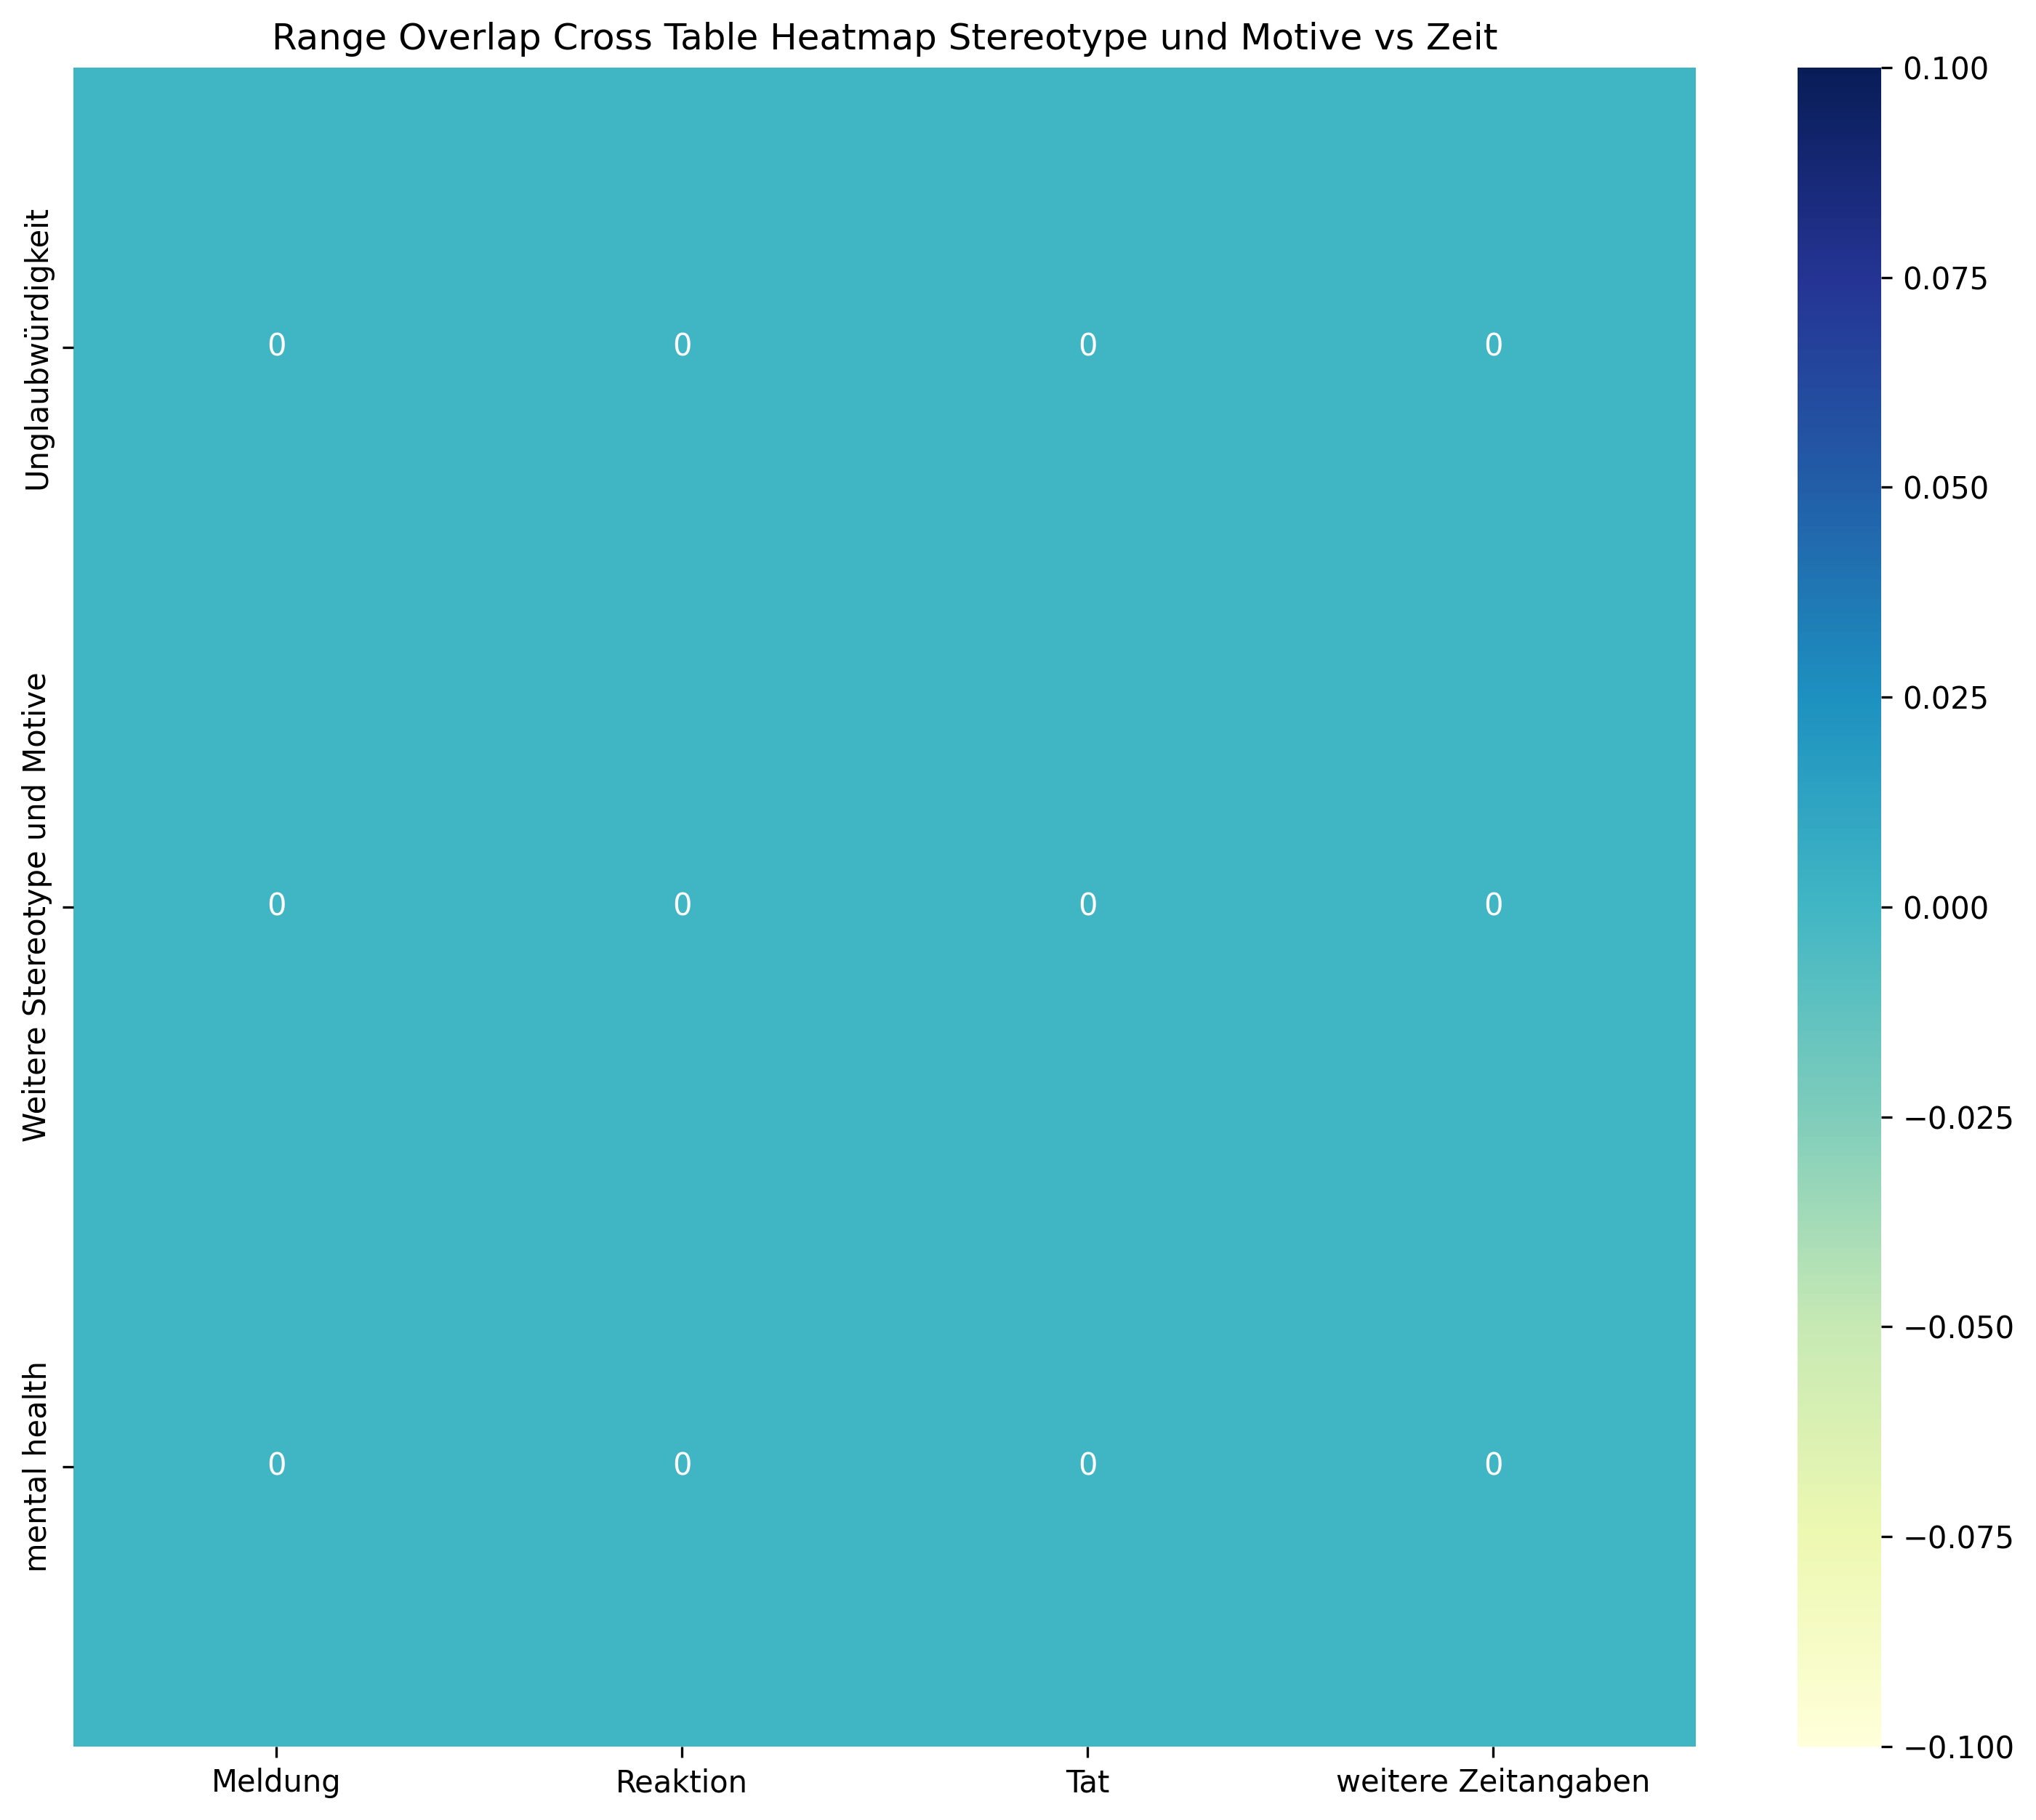 Range Overlap Cross Table Heatmap Stereotype und Motive vs Zeit
Unglaubwürdigkeit
0 0 0 0
Weitere Stereotype und Motive
0 0 0 0
mental health
0 0 0 0
Meldung Reaktion Tat weitere Zeitangaben
0.100
0.075
0.050
0.025
0.000
−0.025
−0.050
−0.075
−0.100